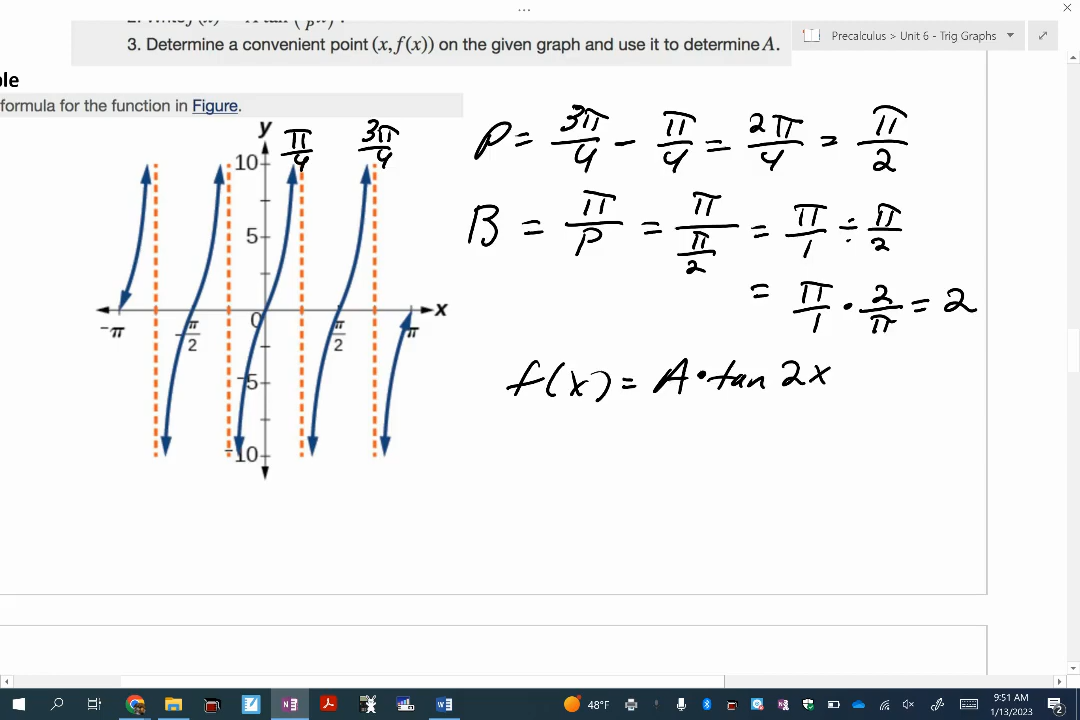 Precalculus > Unit 6 - Trig Graphs
3. Determine a convenient point (x, f(x)) on the given graph and use it to determine A.
ple
formula for the function in Figure.
y
π/4
3π/4
10
5
0
x
-π
-π/2
π/2
π
-5
-10
P = 3π/4 - π/4 = 2π/4 = π/2
B = π/P = π/(π/2) = π/1 ÷ π/2
= π/1 • 2/π = 2
f(x) = A • tan 2x
48°F
9:51 AM
1/13/2023
2